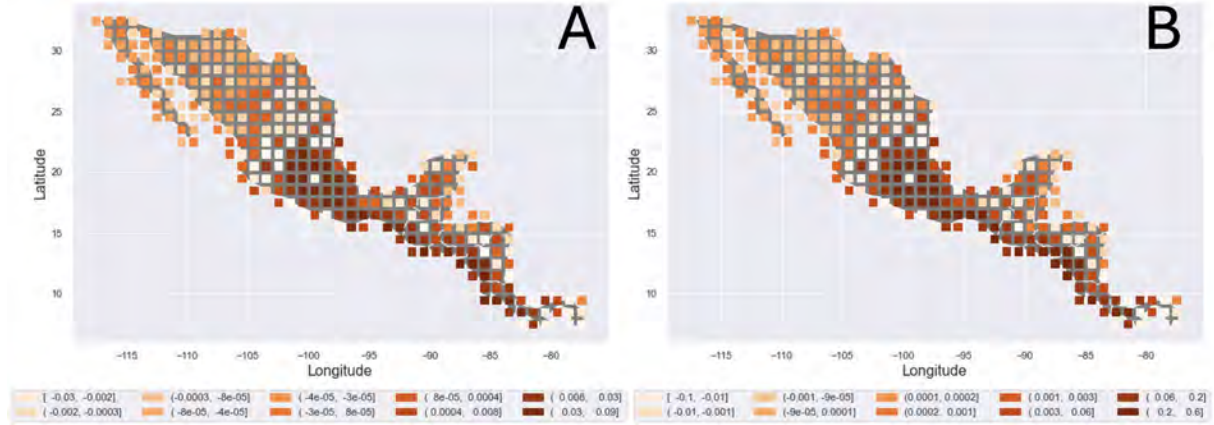 A
B
30
25
20
15
10
Latitude
−115
−110
−105
−100
−95
−90
−85
−80
Longitude
30
25
20
15
10
Latitude
−115
−110
−105
−100
−95
−90
−85
−80
Longitude
[ -0.03, -0.002] (-0.0003, -8e-05] (-4e-05, -3e-05] ( 8e-05, 0.0004] ( 0.008, 0.03]
(-0.002, -0.0003] (-8e-05, -4e-05] (-3e-05, 8e-05] ( 0.0004, 0.008] ( 0.03, 0.09]
[ -0.1, -0.01] (-0.001, -9e-05] (0.0001, 0.0002] ( 0.001, 0.003] ( 0.06, 0.2]
(-0.01, -0.001] (-9e-05, 0.0001] (0.0002, 0.001] ( 0.003, 0.06] ( 0.2, 0.6]